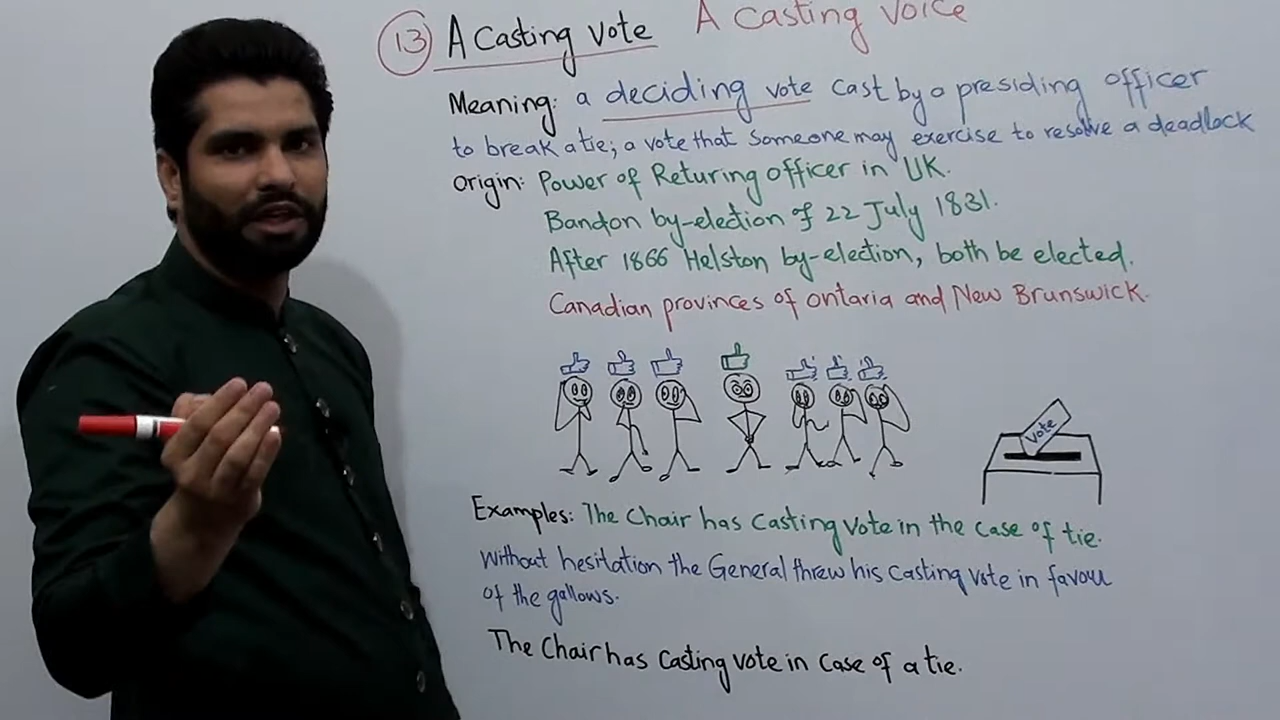 13 A Casting Vote A Casting Voice
Meaning: a deciding vote cast by a presiding officer
to break a tie; a vote that someone may exercise to resolve a deadlock
Origin: Power of Returing officer in UK.
Bandon by-election of 22 July 1831.
After 1866 Helston by-election, both be elected.
Canadian provinces of Ontaria and New Brunswick.
Vote
Examples: The Chair has Casting Vote in the case of tie.
Without hesitation the General threw his Casting Vote in favou
of the gallows.
The Chair has Casting Vote in Case of a tie.